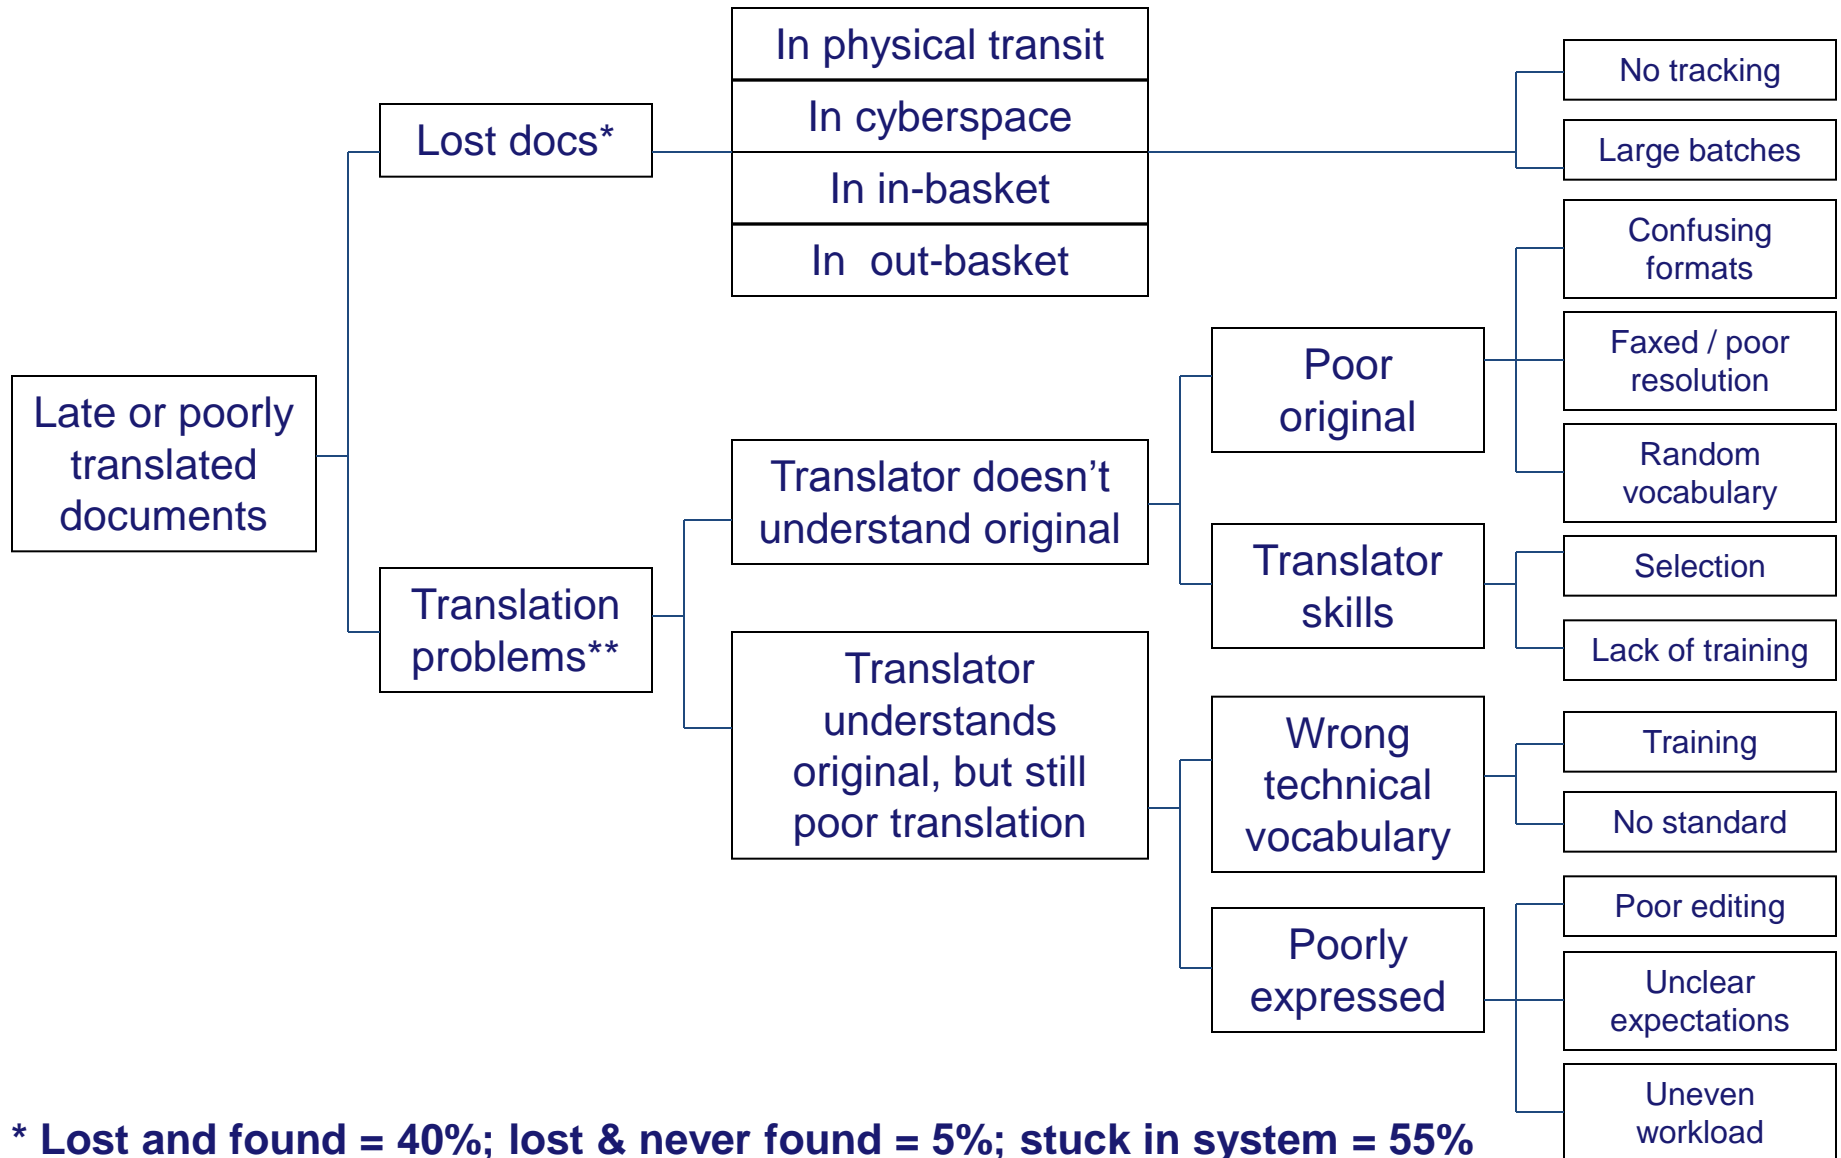 Late or poorly
translated
documents
Lost docs*
Translation
problems**
In physical transit
In cyberspace
In in-basket
In out-basket
Translator doesn’t
understand original
Translator
understands
original, but still
poor translation
Poor
original
Translator
skills
Wrong
technical
vocabulary
Poorly
expressed
No tracking
Large batches
Confusing
formats
Faxed / poor
resolution
Random
vocabulary
Selection
Lack of training
Training
No standard
Poor editing
Unclear
expectations
Uneven
workload
* Lost and found = 40%; lost & never found = 5%; stuck in system = 55%